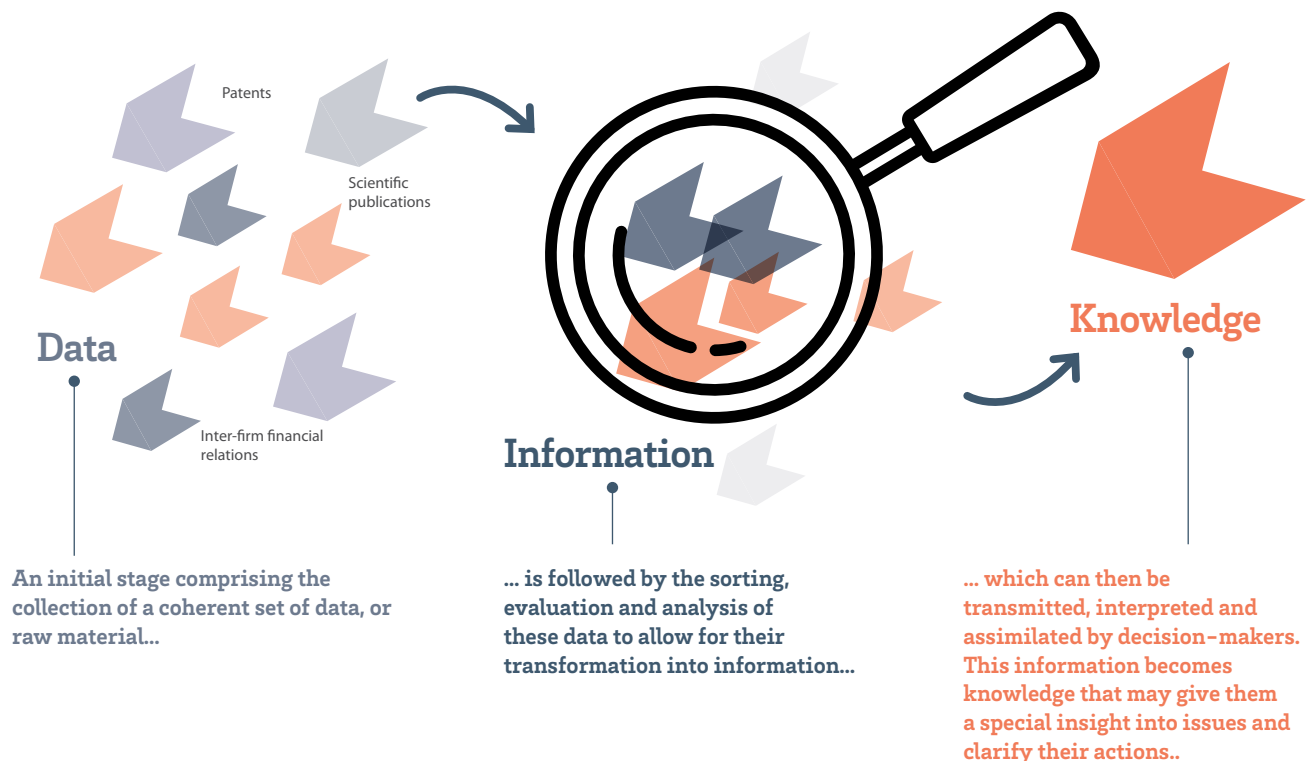 Patents
Scientific
publications
Data
Inter-firm financial
relations
An initial stage comprising the
collection of a coherent set of data, or
raw material...
Information
... is followed by the sorting,
evaluation and analysis of
these data to allow for their
transformation into information...
Knowledge
... which can then be
transmitted, interpreted and
assimilated by decision-makers.
This information becomes
knowledge that may give them
a special insight into issues and
clarify their actions..